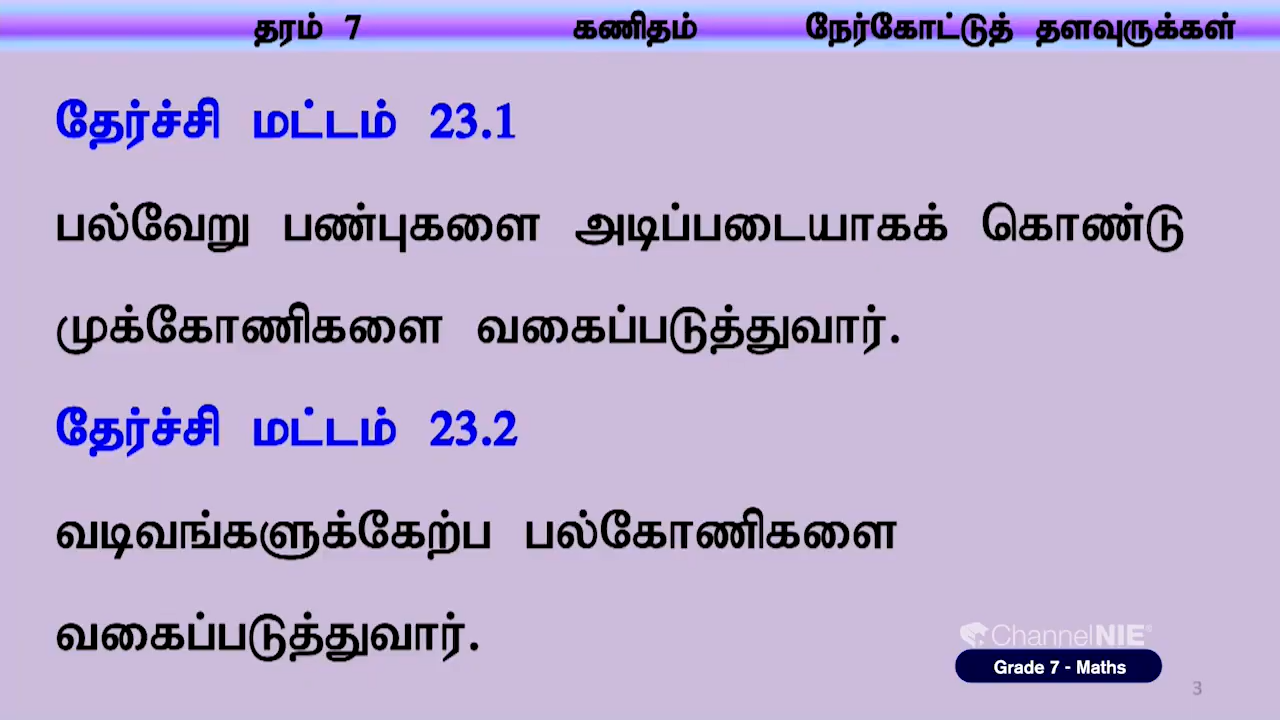 தரம் 7 கணிதம் நேர்கோட்டுத் தளவுருக்கள்
தேர்ச்சி மட்டம் 23.1
பல்வேறு பண்புகளை அடிப்படையாகக் கொண்டு
முக்கோணிகளை வகைப்படுத்துவார்.
தேர்ச்சி மட்டம் 23.2
வடிவங்களுக்கேற்ப பல்கோணிகளை
வகைப்படுத்துவார்.
ChannelNIE®
Grade 7 - Maths
3